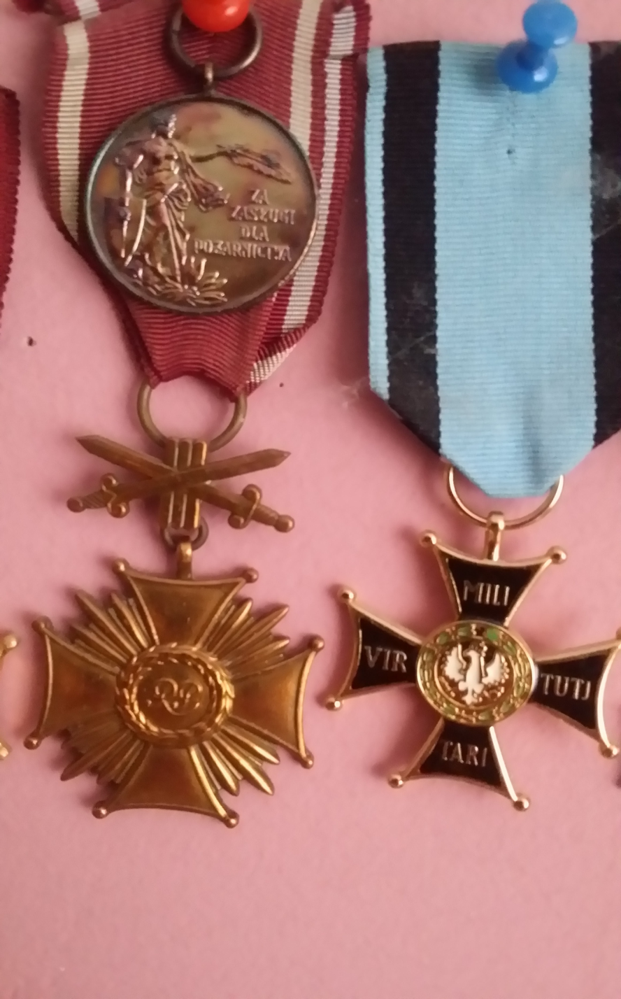 ZA
ZASŁUGI
DLA
POŻARNICTWA
RP
MILI
VIR
TUTI
TARI